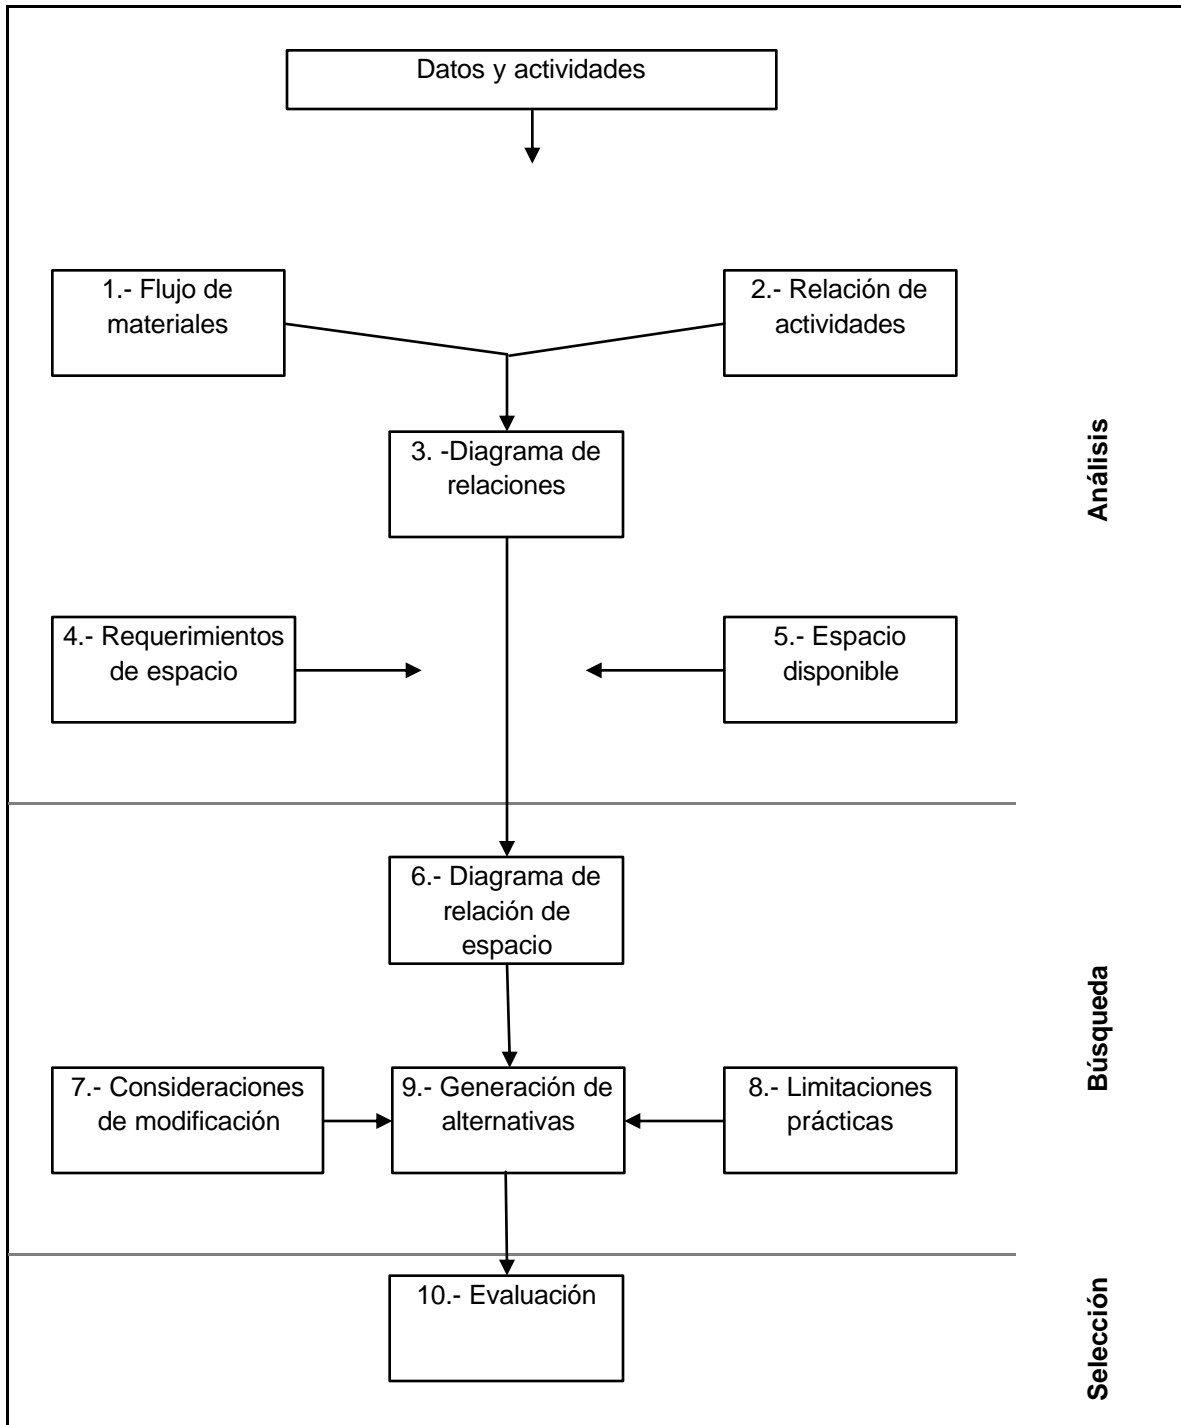 Datos y actividades
1.- Flujo de
materiales
2.- Relación de
actividades
3. -Diagrama de
relaciones
Análisis
4.- Requerimientos
de espacio
5.- Espacio
disponible
6.- Diagrama de
relación de
espacio
Búsqueda
7.- Consideraciones
de modificación
9.- Generación de
alternativas
8.- Limitaciones
prácticas
10.- Evaluación
Selección